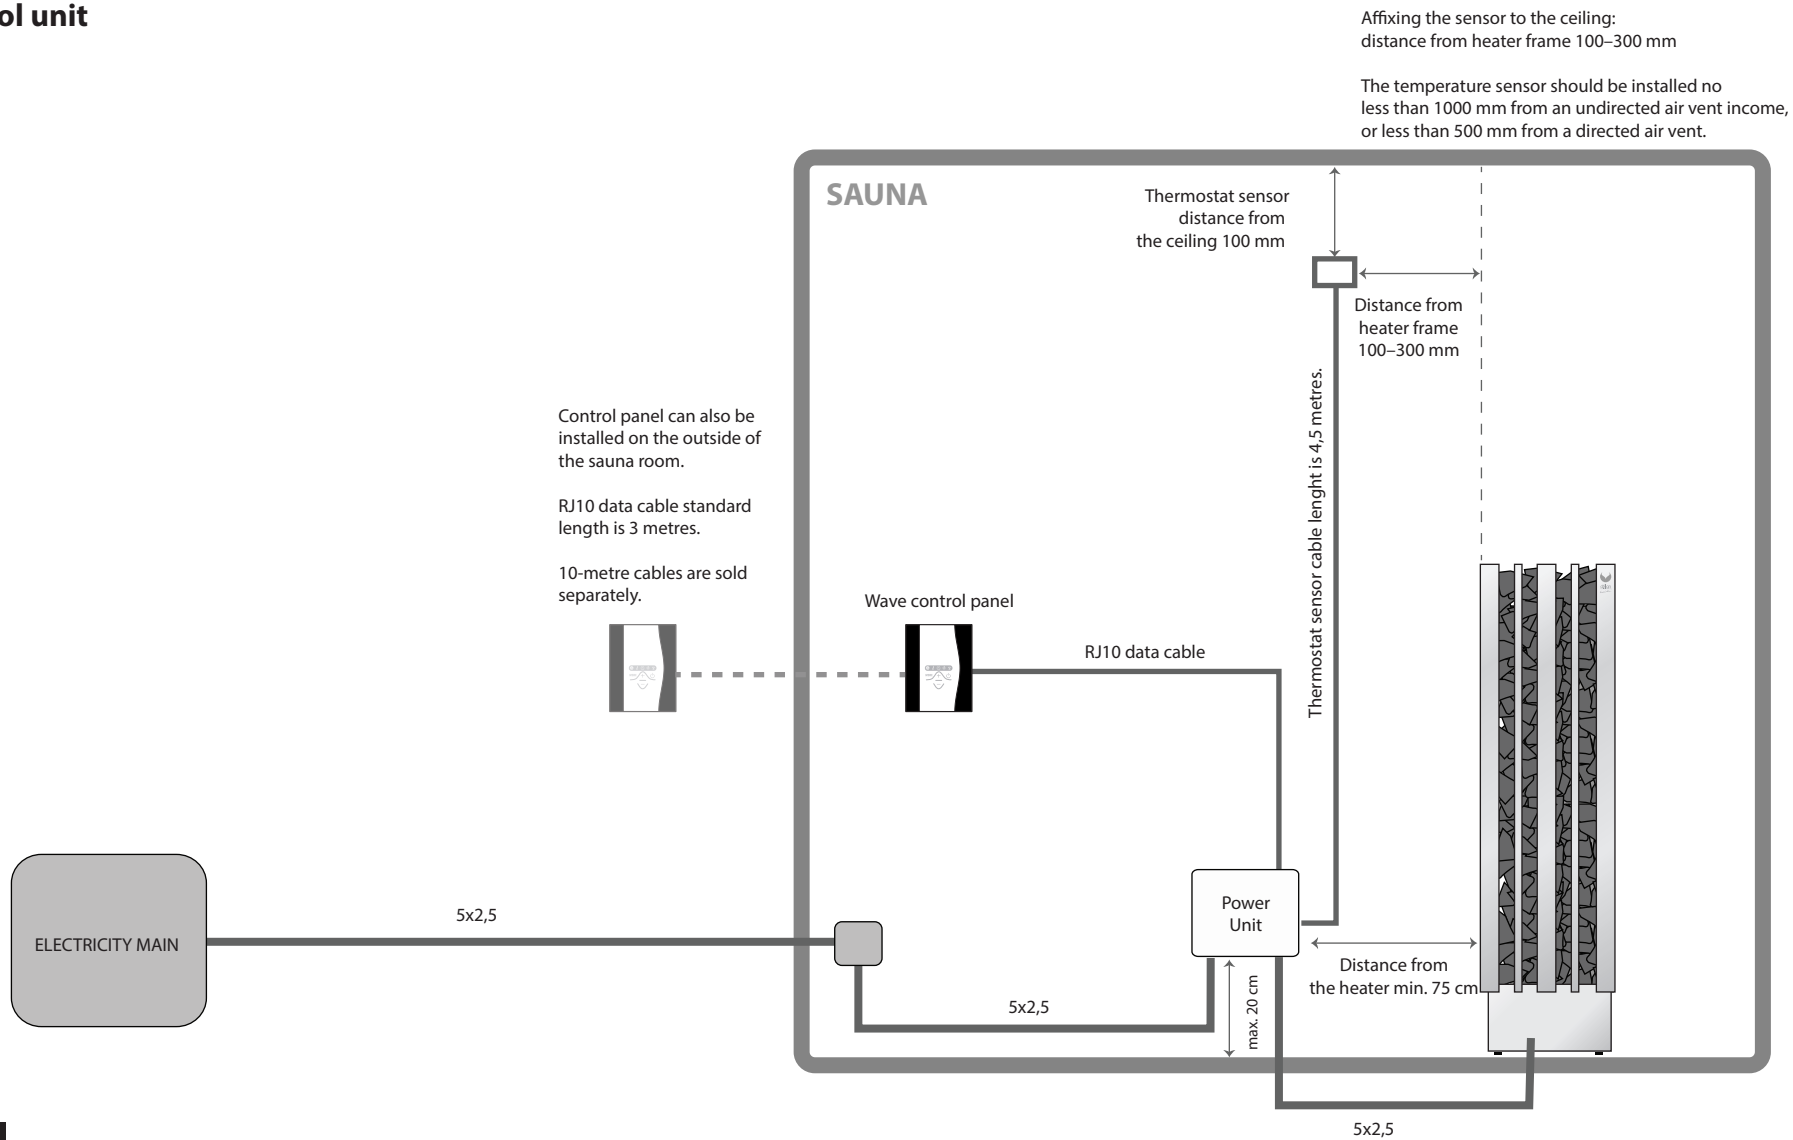 ol unit
Affixing the sensor to the ceiling:
distance from heater frame 100–300 mm
The temperature sensor should be installed no
less than 1000 mm from an undirected air vent income,
or less than 500 mm from a directed air vent.
SAUNA
Thermostat sensor
distance from
the ceiling 100 mm
Distance from
heater frame
100–300 mm
Thermostat sensor cable lenght is 4,5 metres.
Control panel can also be
installed on the outside of
the sauna room.
RJ10 data cable standard
length is 3 metres.
10-metre cables are sold
separately.
Wave control panel
RJ10 data cable
Power
Unit
ELECTRICITY MAIN
5x2,5
Distance from
the heater min. 75 cm
max. 20 cm
5x2,5
5x2,5